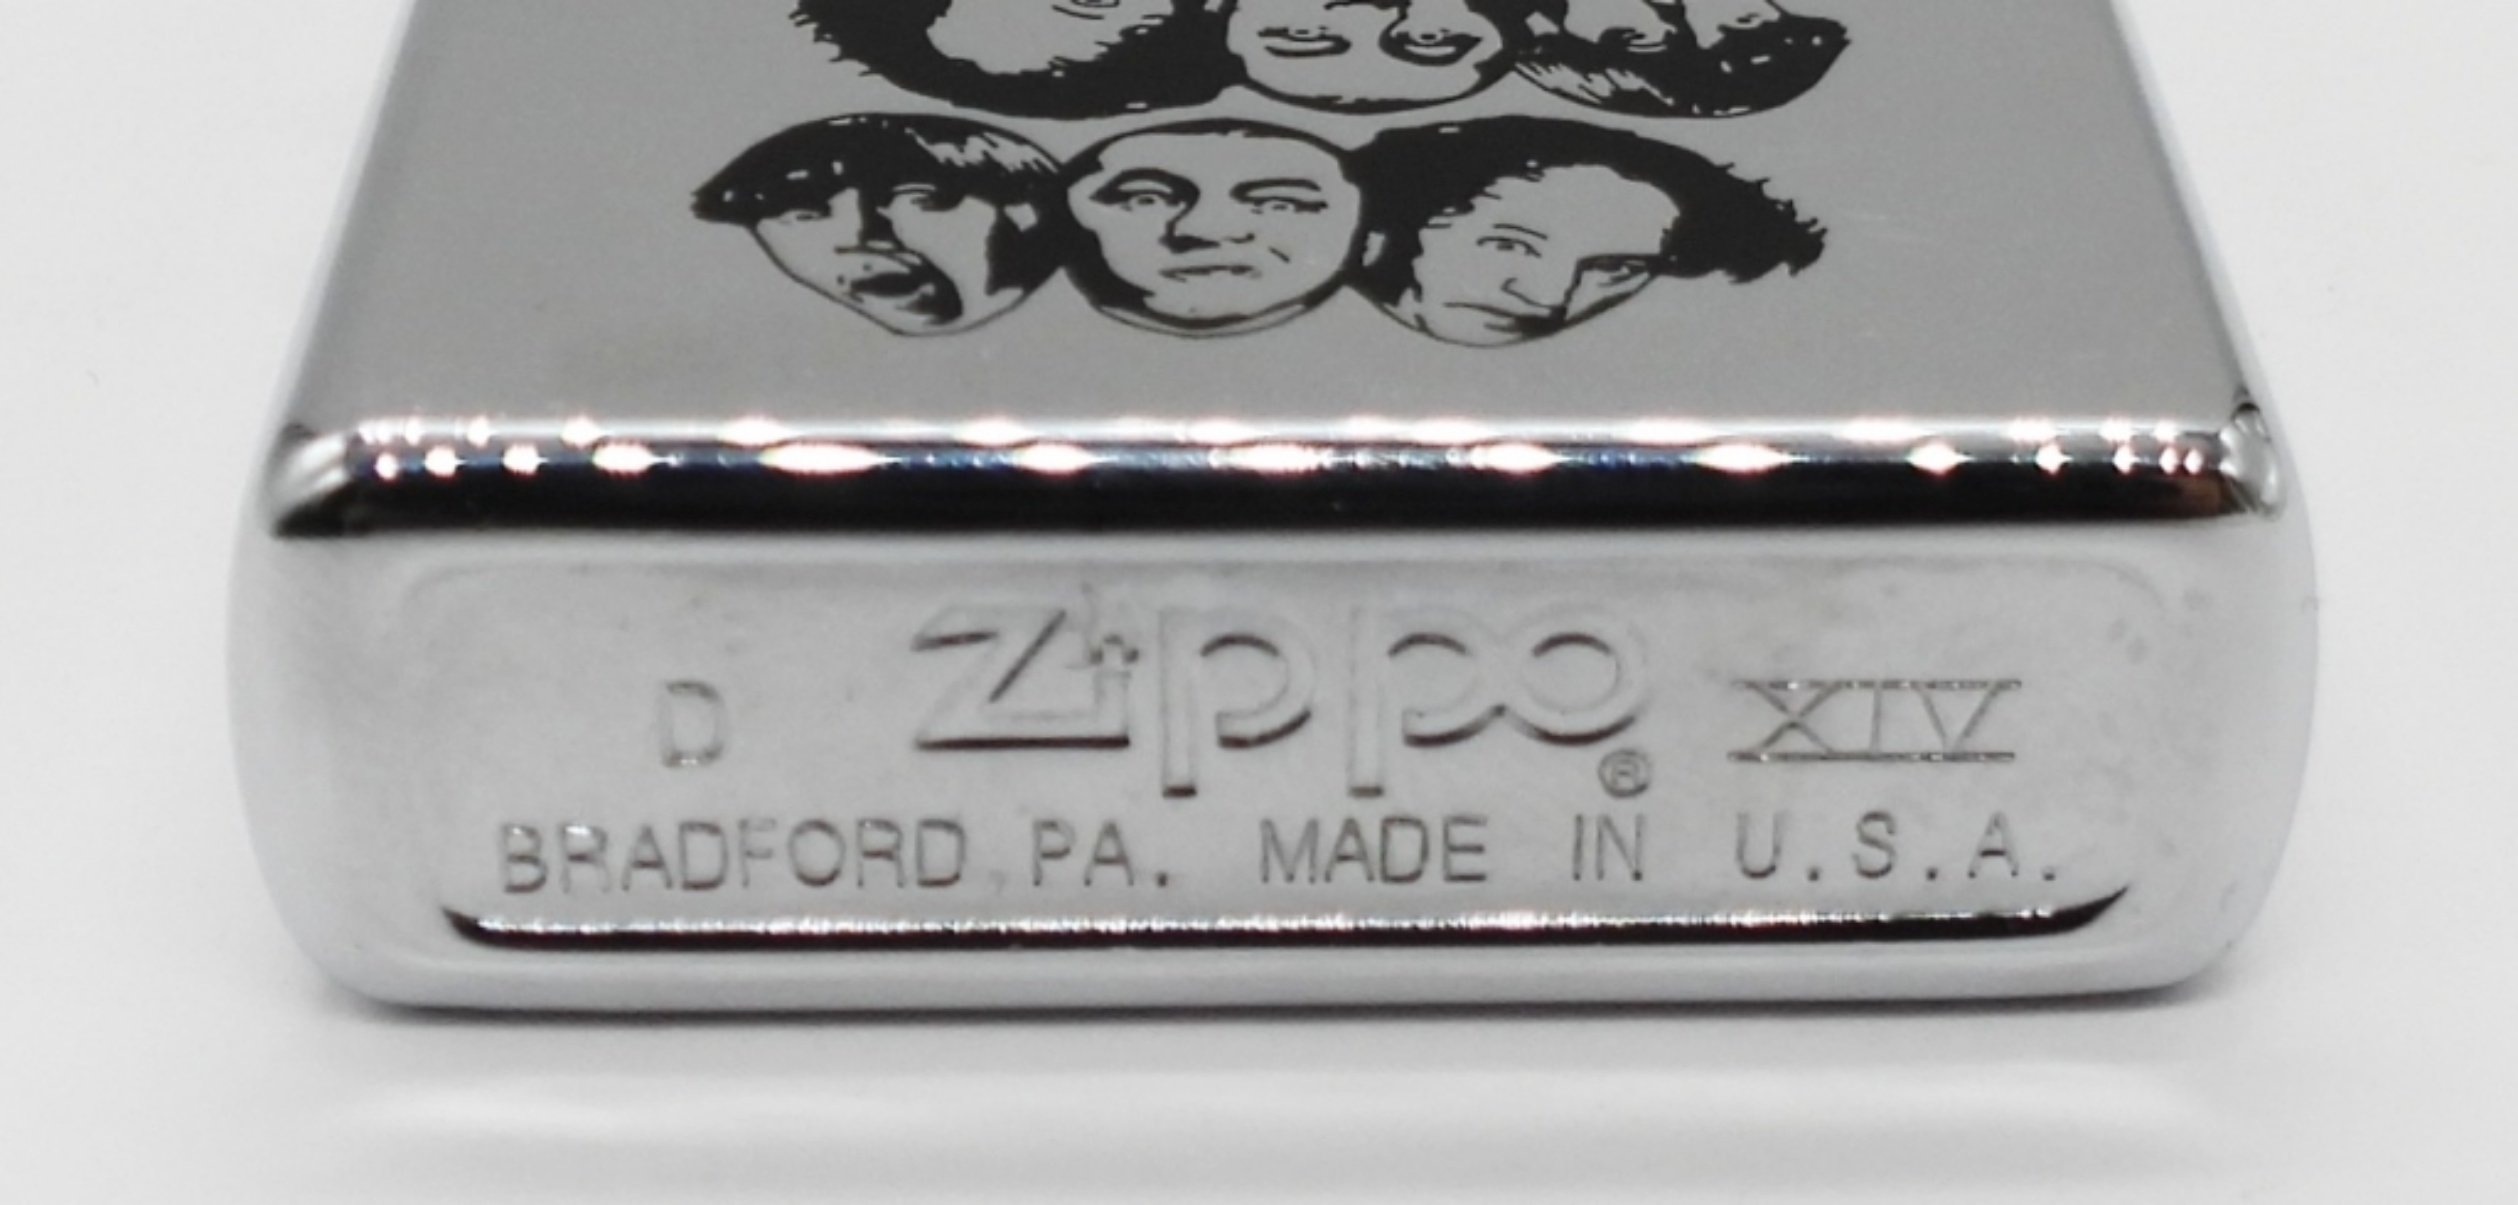 D Zippo® XIV
BRADFORD, PA. MADE IN U.S.A.